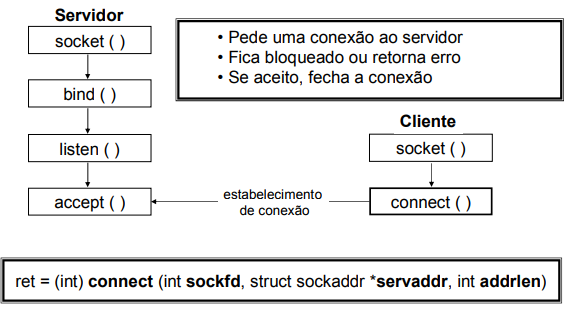 Servidor
socket ( )
bind ( )
listen ( )
accept ( )
• Pede uma conexão ao servidor
• Fica bloqueado ou retorna erro
• Se aceito, fecha a conexão
Cliente
socket ( )
connect ( )
estabelecimento
de conexão
ret = (int) connect (int sockfd, struct sockaddr *servaddr, int addrlen)